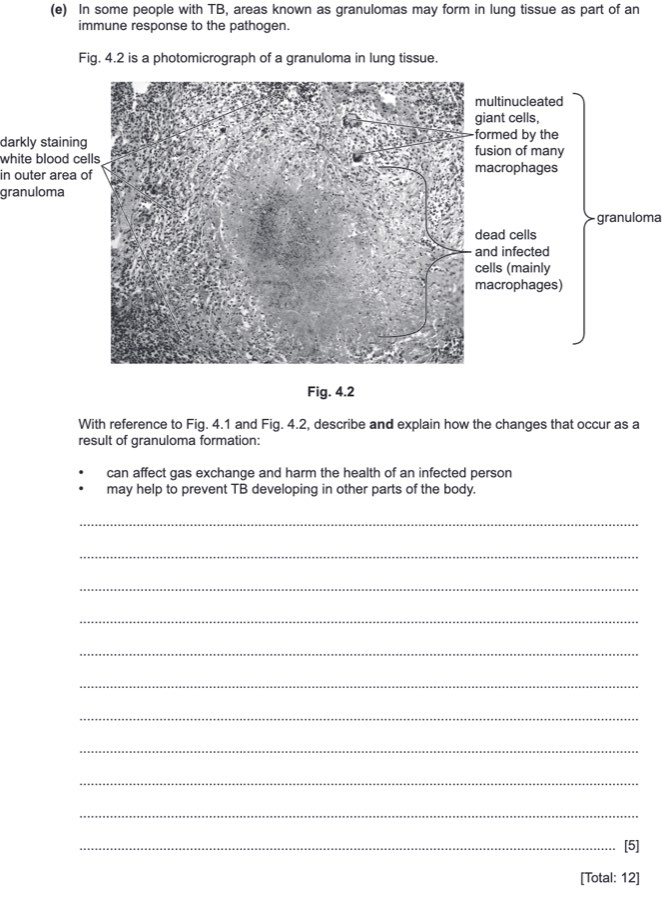 (e) In some people with TB, areas known as granulomas may form in lung tissue as part of an
immune response to the pathogen.
Fig. 4.2 is a photomicrograph of a granuloma in lung tissue.
darkly staining
white blood cells
in outer area of
granuloma
multinucleated
giant cells,
formed by the
fusion of many
macrophages
dead cells
and infected
cells (mainly
macrophages)
granuloma
Fig. 4.2
With reference to Fig. 4.1 and Fig. 4.2, describe and explain how the changes that occur as a
result of granuloma formation:
• can affect gas exchange and harm the health of an infected person
• may help to prevent TB developing in other parts of the body.
[5]
[Total: 12]